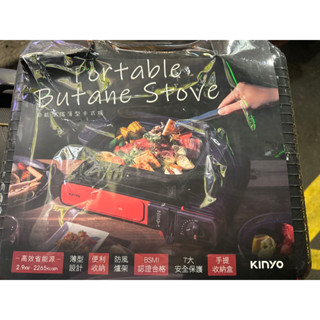 Portable
Butane Stove
KINYO
高效省能源
2.9kW·2265kcal/h
薄型
設計
便利
收納
防風
爐架
BSMI
認證合格
7大
安全保護
手提
收納盒
KINYO